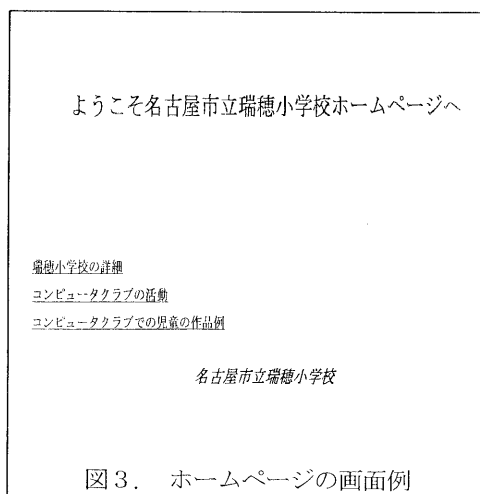 ようこそ名古屋市立瑞穂小学校ホームページへ
瑞穂小学校の詳細
コンピュータクラブの活動
コンピュータクラブでの児童の作品例
名古屋市立瑞穂小学校
図3. ホームページの画面例